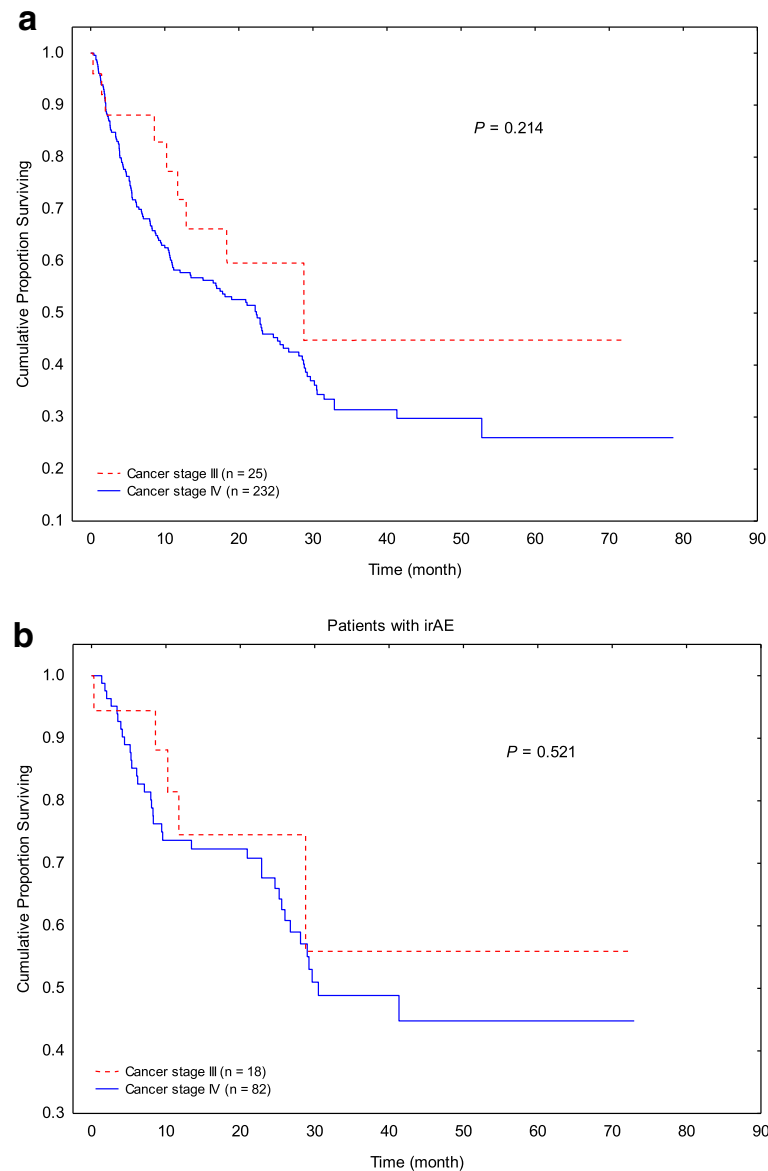 a
1.0
0.9
0.8
0.7
0.6
0.5
0.4
0.3
0.2
0.1
Cumulative Proportion Surviving
P = 0.214
Cancer stage III (n = 25)
Cancer stage IV (n = 232)
0 10 20 30 40 50 60 70 80 90
Time (month)
b
Patients with irAE
1.0
0.9
0.8
0.7
0.6
0.5
0.4
0.3
Cumulative Proportion Surviving
P = 0.521
Cancer stage III (n = 18)
Cancer stage IV (n = 82)
0 10 20 30 40 50 60 70 80 90
Time (month)